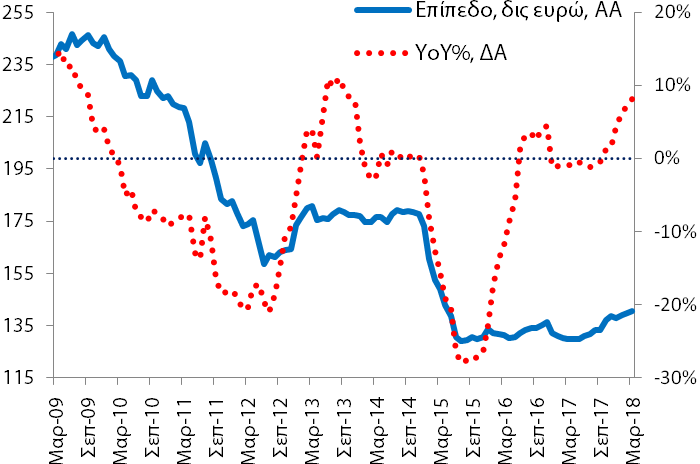 Επίπεδο, δις ευρώ, ΑΑ
YoY%, ΔΑ
255
235
215
195
175
155
135
115
20%
10%
0%
-10%
-20%
-30%
Μαρ-09
Σεπ-09
Μαρ-10
Σεπ-10
Μαρ-11
Σεπ-11
Μαρ-12
Σεπ-12
Μαρ-13
Σεπ-13
Μαρ-14
Σεπ-14
Μαρ-15
Σεπ-15
Μαρ-16
Σεπ-16
Μαρ-17
Σεπ-17
Μαρ-18